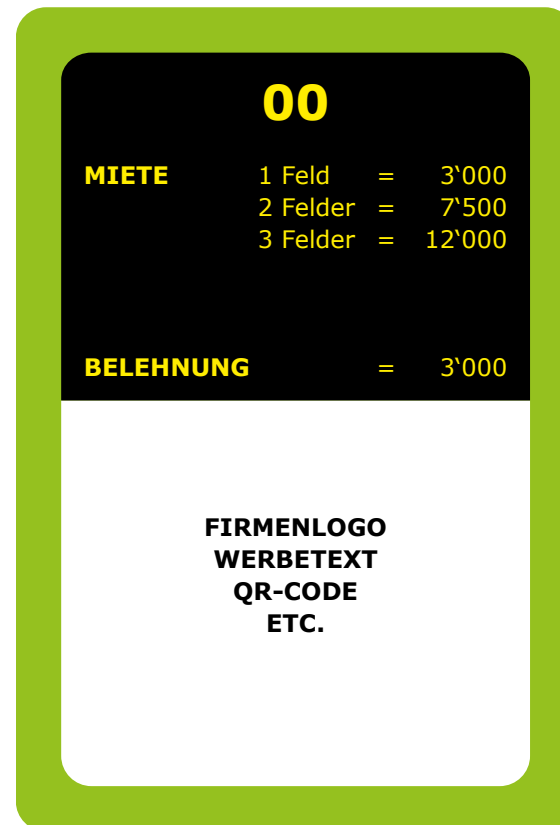 00
MIETE 1 Feld = 3‘000
2 Felder = 7‘500
3 Felder = 12‘000
BELEHNUNG = 3‘000
FIRMENLOGO
WERBETEXT
QR-CODE
ETC.